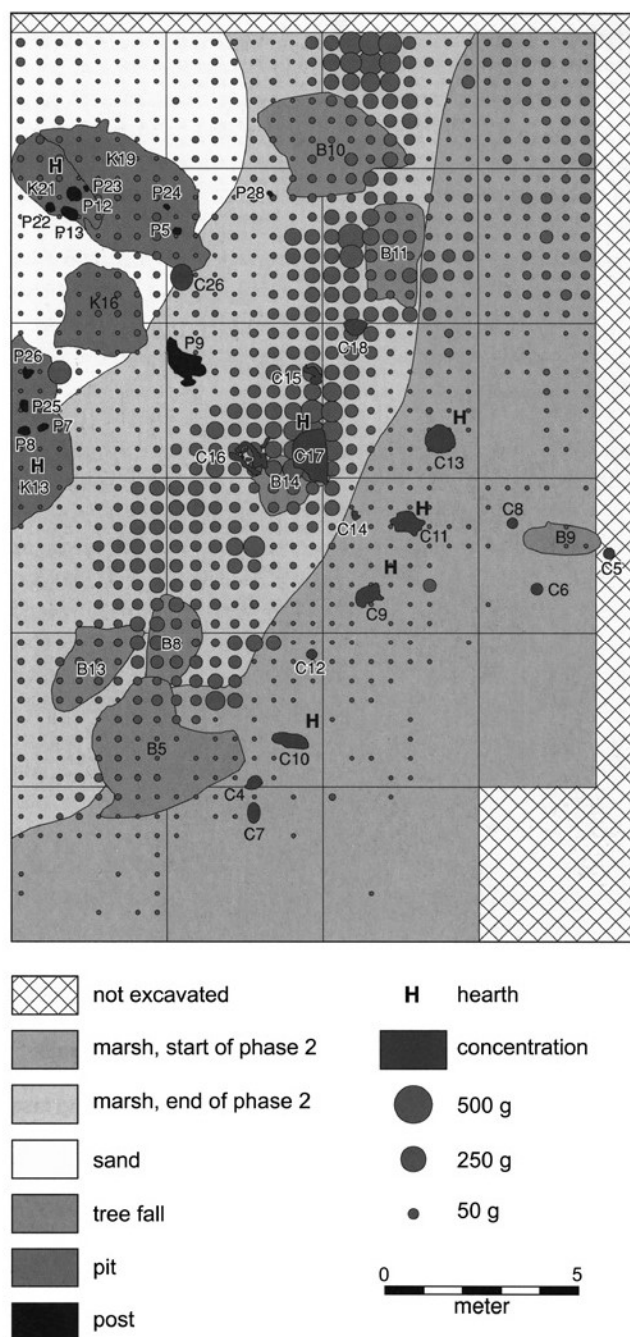 B10
H
K19
K21
P23
P24
P28
P22
P12
P13
P5
B11
C26
K16
P9
C18
P26
C15
P25
P7
H
H
P8
C16
C17
C13
H
K13
B14
C14
H
C11
C8
B9
C5
H
C9
C6
B8
B13
C12
B5
H
C10
C4
C7
not excavated
H hearth
marsh, start of phase 2
concentration
marsh, end of phase 2
500 g
sand
250 g
tree fall
50 g
pit
0 5
post
meter